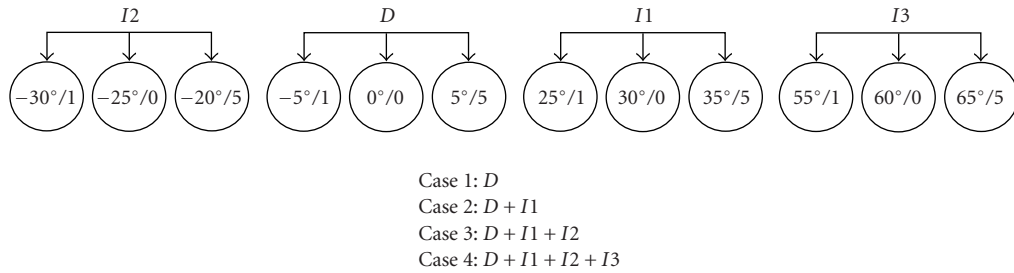 I2 D I1 I3
−30°/1 −25°/0 −20°/5 −5°/1 0°/0 5°/5 25°/1 30°/0 35°/5 55°/1 60°/0 65°/5
Case 1: D
Case 2: D + I1
Case 3: D + I1 + I2
Case 4: D + I1 + I2 + I3